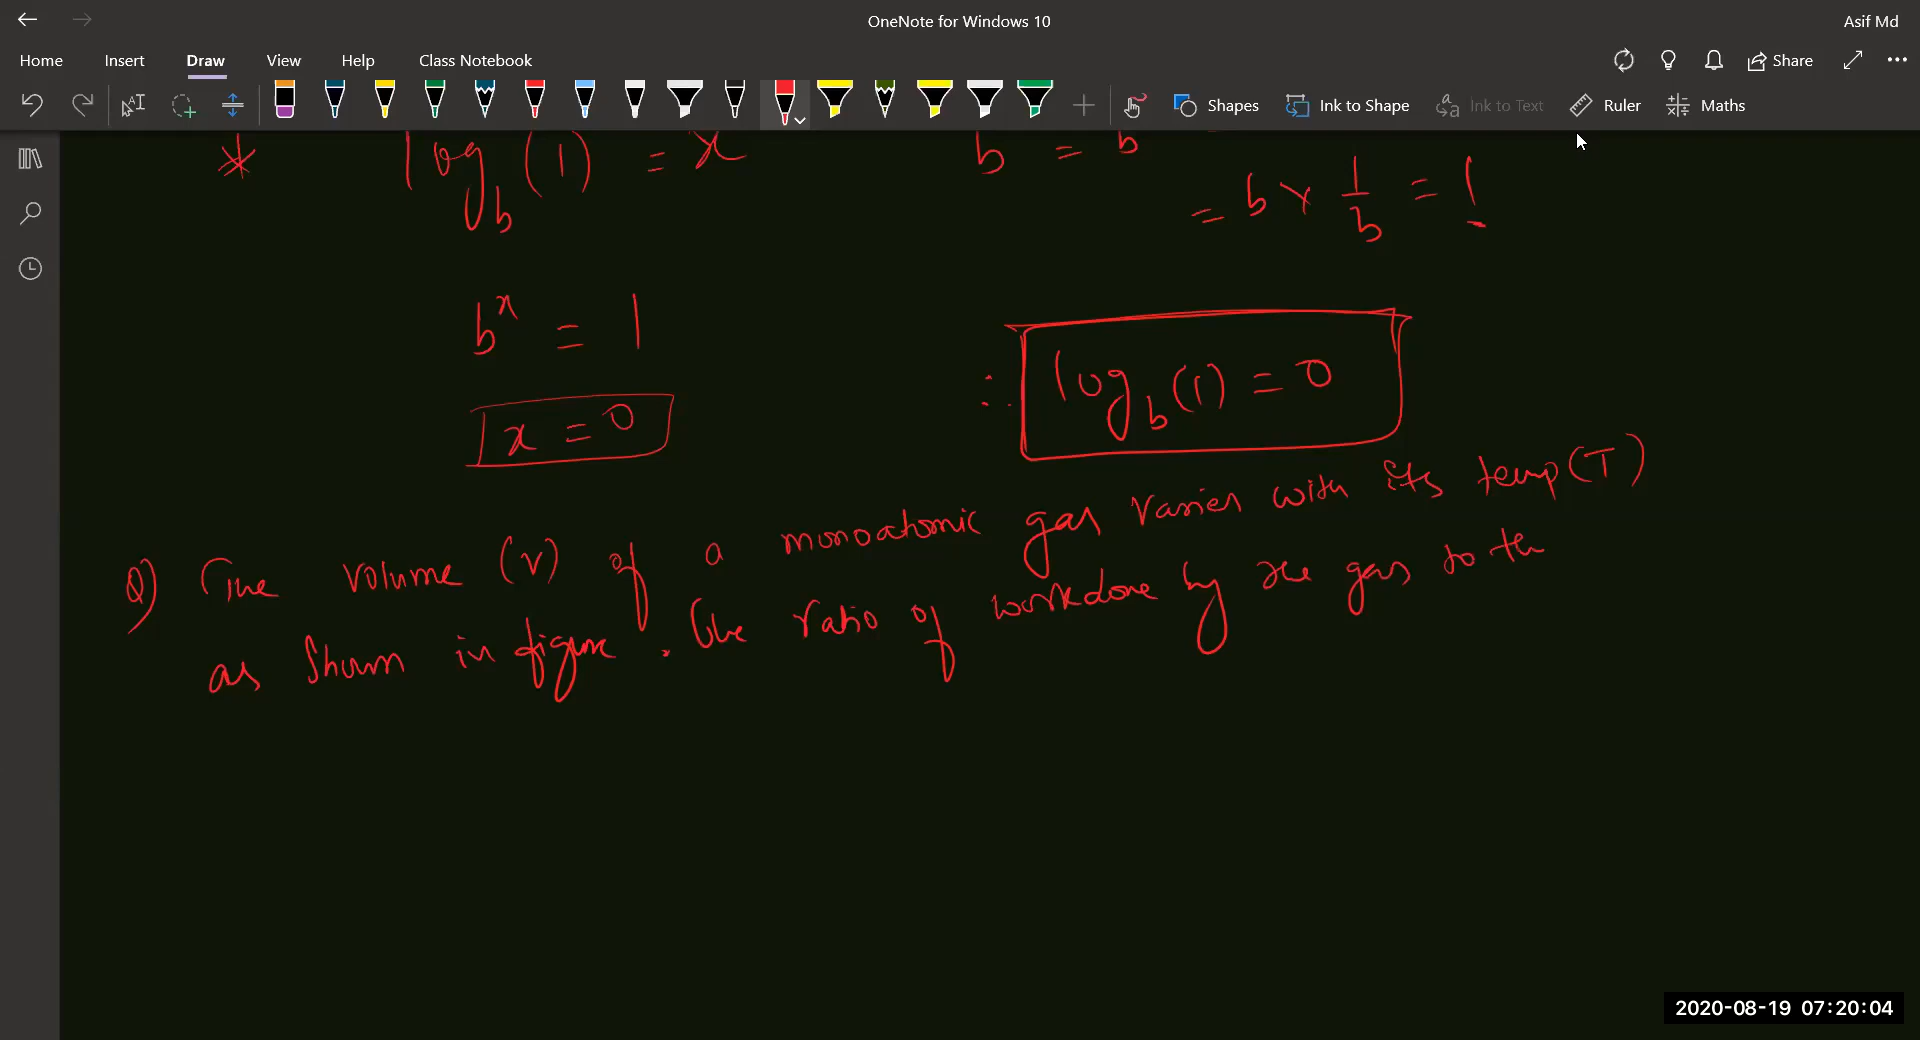 OneNote for Windows 10
Asif Md
Home Insert Draw View Help Class Notebook
Share
Shapes Ink to Shape Ink to Text Ruler Maths
* log_b (1) = x b = b
= b × 1/b = 1
b^x = 1
x = 0
∴ log_b (1) = 0
Q) The volume (V) of a monoatomic gas varies with its temp (T)
as shown in figure. The ratio of workdone by the gas to the
2020-08-19 07:20:04